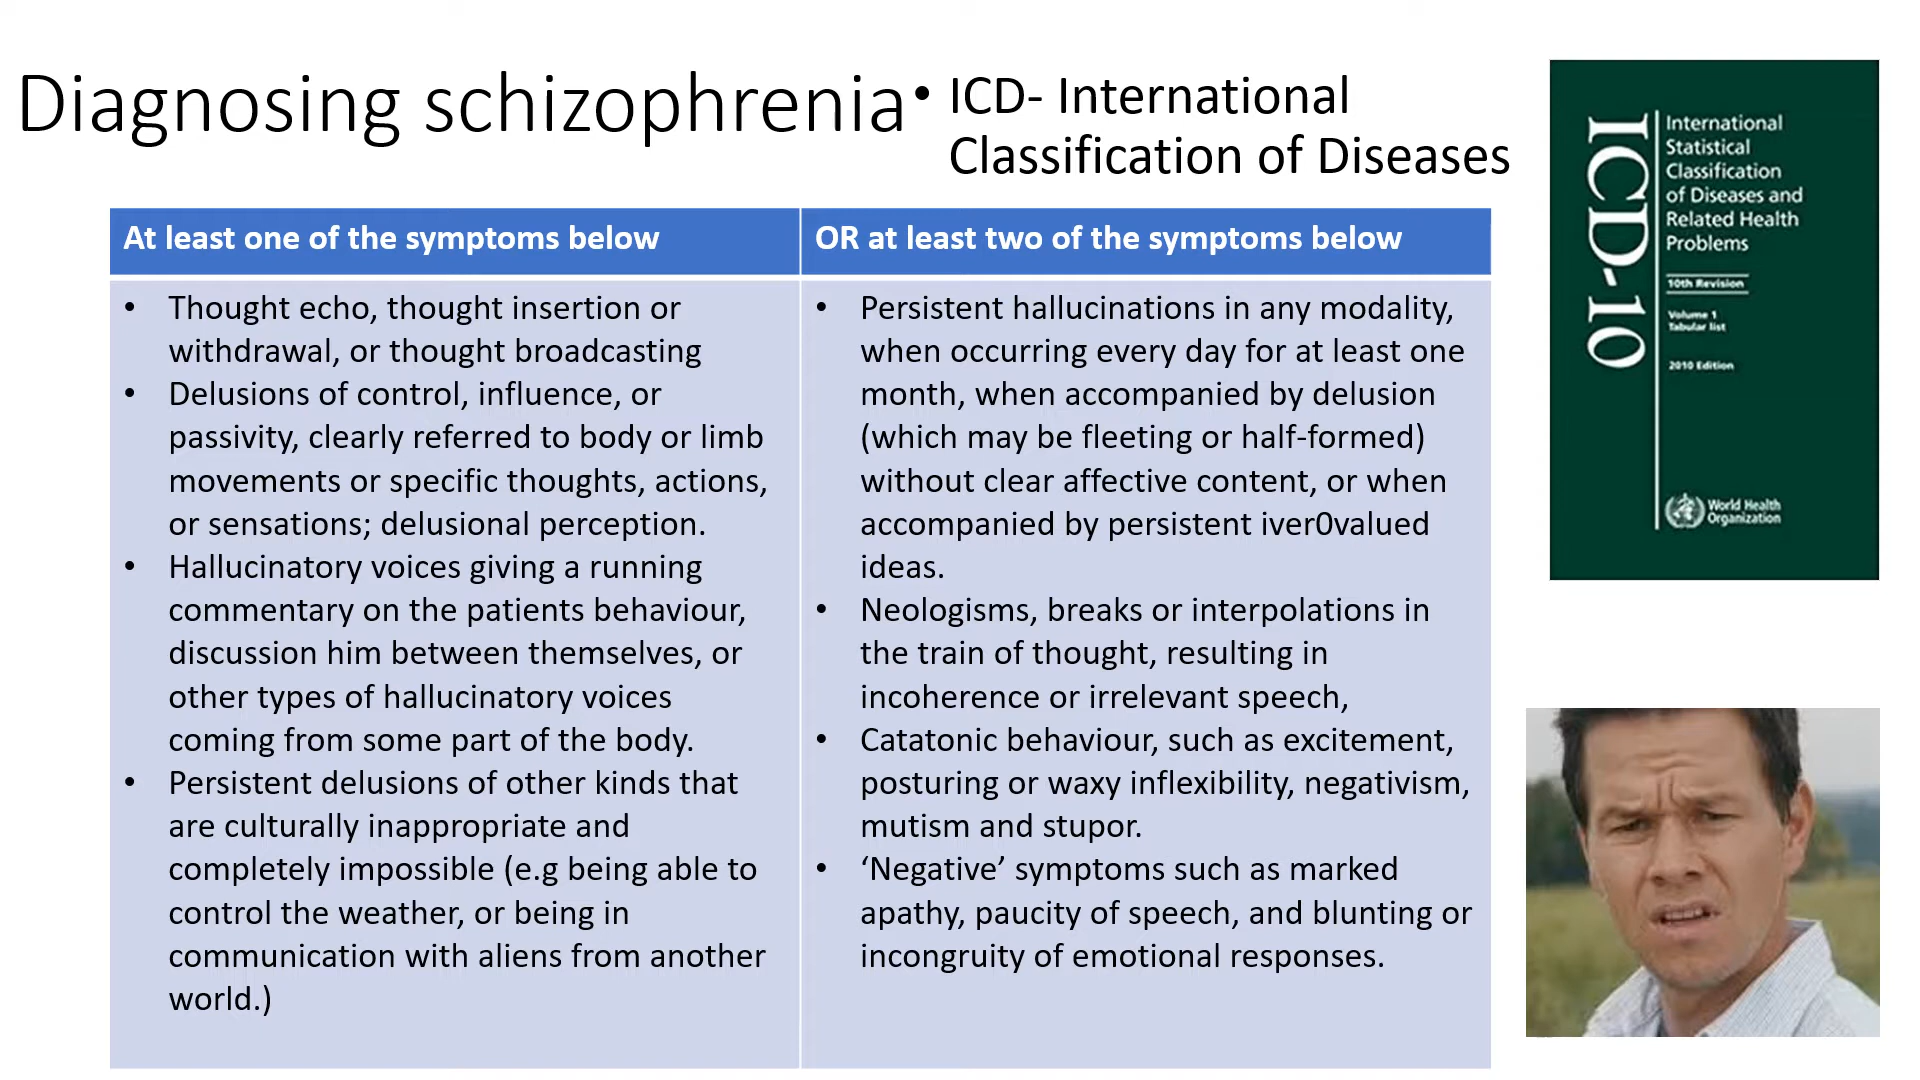 Diagnosing schizophrenia
• ICD- International
Classification of Diseases
At least one of the symptoms below
• Thought echo, thought insertion or
withdrawal, or thought broadcasting
• Delusions of control, influence, or
passivity, clearly referred to body or limb
movements or specific thoughts, actions,
or sensations; delusional perception.
• Hallucinatory voices giving a running
commentary on the patients behaviour,
discussion him between themselves, or
other types of hallucinatory voices
coming from some part of the body.
• Persistent delusions of other kinds that
are culturally inappropriate and
completely impossible (e.g being able to
control the weather, or being in
communication with aliens from another
world.)
OR at least two of the symptoms below
• Persistent hallucinations in any modality,
when occurring every day for at least one
month, when accompanied by delusion
(which may be fleeting or half-formed)
without clear affective content, or when
accompanied by persistent iver0valued
ideas.
• Neologisms, breaks or interpolations in
the train of thought, resulting in
incoherence or irrelevant speech,
• Catatonic behaviour, such as excitement,
posturing or waxy inflexibility, negativism,
mutism and stupor.
• ‘Negative’ symptoms such as marked
apathy, paucity of speech, and blunting or
incongruity of emotional responses.
ICD-10
International
Statistical
Classification
of Diseases and
Related Health
Problems
10th Revision
Volume 1
Tabular list
2010 Edition
World Health
Organization